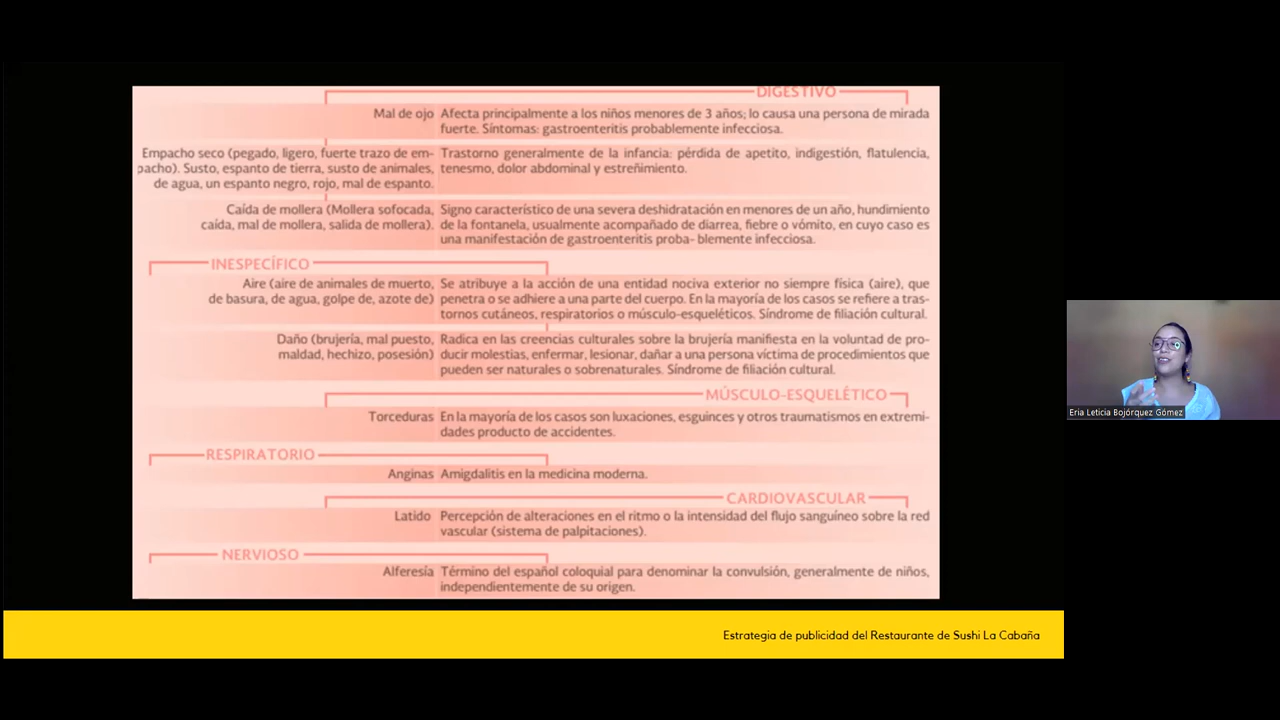 DIGESTIVO
Mal de ojo Afecta principalmente a los niños menores de 3 años; lo causa una persona de mirada
fuerte. Síntomas: gastroenteritis probablemente infecciosa.
Empacho seco (pegado, ligero, fuerte trazo de em-
pacho). Susto, espanto de tierra, susto de animales,
de agua, un espanto negro, rojo, mal de espanto.
Trastorno generalmente de la infancia: pérdida de apetito, indigestión, flatulencia,
tenesmo, dolor abdominal y estreñimiento.
Caída de mollera (Mollera sofocada,
caída, mal de mollera, salida de mollera).
Signo característico de una severa deshidratación en menores de un año, hundimiento
de la fontanela, usualmente acompañado de diarrea, fiebre o vómito, en cuyo caso es
una manifestación de gastroenteritis proba- blemente infecciosa.
INESPECÍFICO
Aire (aire de animales de muerto,
de basura, de agua, golpe de, azote de)
Se atribuye a la acción de una entidad nociva exterior no siempre física (aire), que
penetra o se adhiere a una parte del cuerpo. En la mayoría de los casos se refiere a tras-
tornos cutáneos, respiratorios o músculo-esqueléticos. Síndrome de filiación cultural.
Daño (brujería, mal puesto,
maldad, hechizo, posesión)
Radica en las creencias culturales sobre la brujería manifiesta en la voluntad de pro-
ducir molestias, enfermar, lesionar, dañar a una persona víctima de procedimientos que
pueden ser naturales o sobrenaturales. Síndrome de filiación cultural.
MÚSCULO-ESQUELÉTICO
Torceduras En la mayoría de los casos son luxaciones, esguinces y otros traumatismos en extremi-
dades producto de accidentes.
RESPIRATORIO
Anginas Amigdalitis en la medicina moderna.
CARDIOVASCULAR
Latido Percepción de alteraciones en el ritmo o la intensidad del flujo sanguíneo sobre la red
vascular (sistema de palpitaciones).
NERVIOSO
Alferesía Término del español coloquial para denominar la convulsión, generalmente de niños,
independientemente de su origen.
Estrategia de publicidad del Restaurante de Sushi La Cabaña
Eria Leticia Bojórquez Gómez